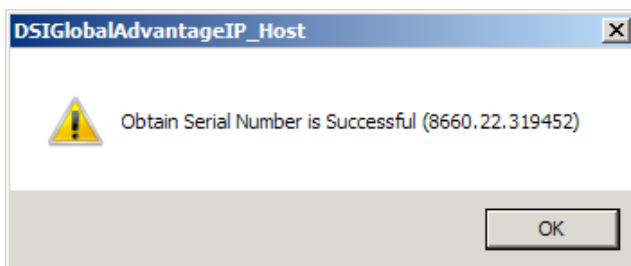 DSIGlobalAdvantageIP_Host
Obtain Serial Number is Successful (8660.22.319452)
OK